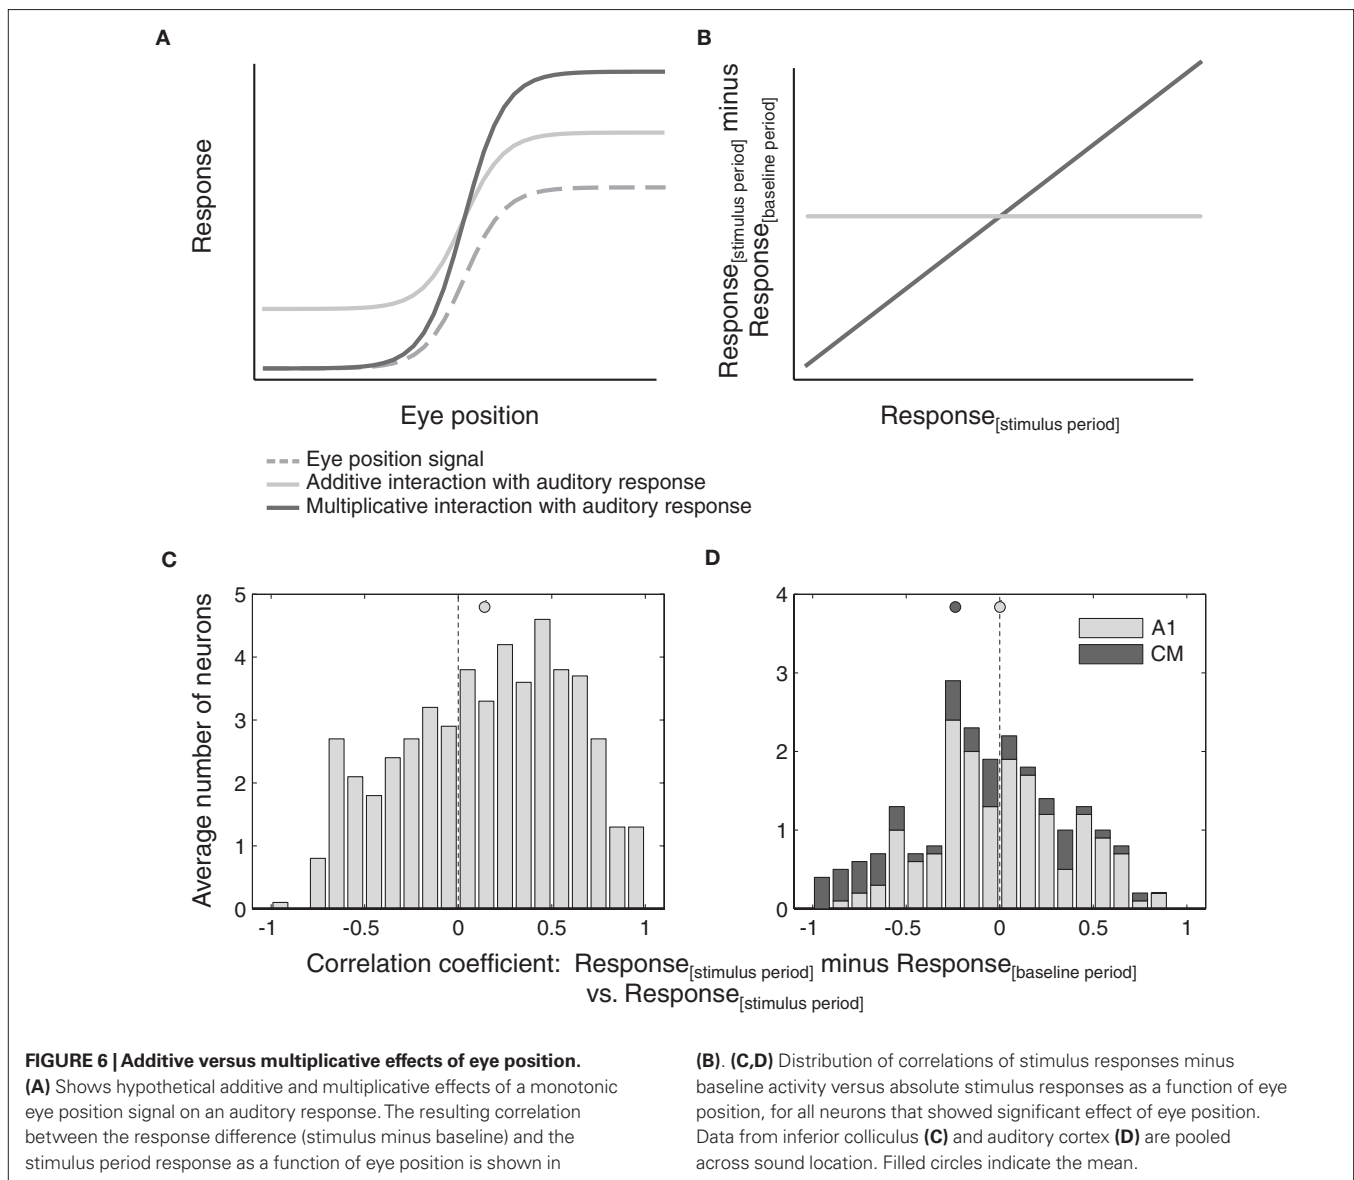 A
B
Response
Response[stimulus period] minus
Response[baseline period]
Eye position
Response[stimulus period]
Eye position signal
Additive interaction with auditory response
Multiplicative interaction with auditory response
C
D
Average number of neurons
5
4
3
2
1
0
-1
-0.5
0
0.5
1
4
3
2
1
0
-1
-0.5
0
0.5
1
A1
CM
Correlation coefficient: Response[stimulus period] minus Response[baseline period]
vs. Response[stimulus period]
FIGURE 6 | Additive versus multiplicative effects of eye position.
(A) Shows hypothetical additive and multiplicative effects of a monotonic
eye position signal on an auditory response. The resulting correlation
between the response difference (stimulus minus baseline) and the
stimulus period response as a function of eye position is shown in
(B). (C,D) Distribution of correlations of stimulus responses minus
baseline activity versus absolute stimulus responses as a function of eye
position, for all neurons that showed significant effect of eye position.
Data from inferior colliculus (C) and auditory cortex (D) are pooled
across sound location. Filled circles indicate the mean.